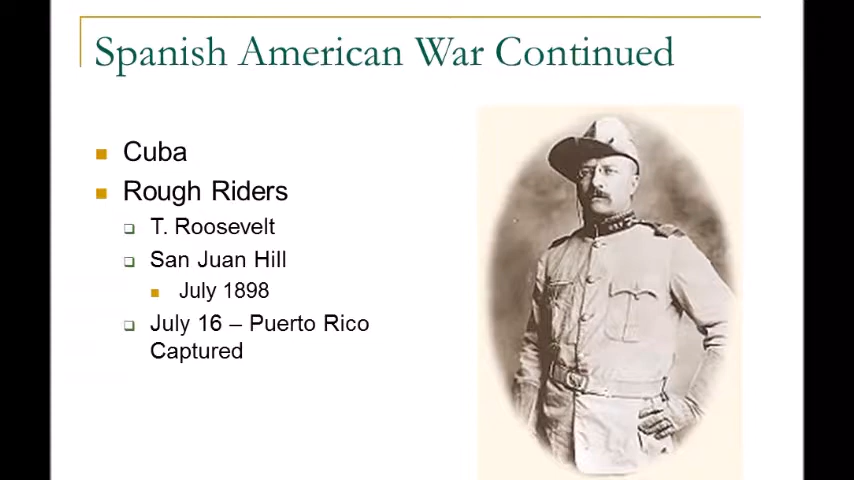 Spanish American War Continued
Cuba
Rough Riders
T. Roosevelt
San Juan Hill
July 1898
July 16 – Puerto Rico
Captured